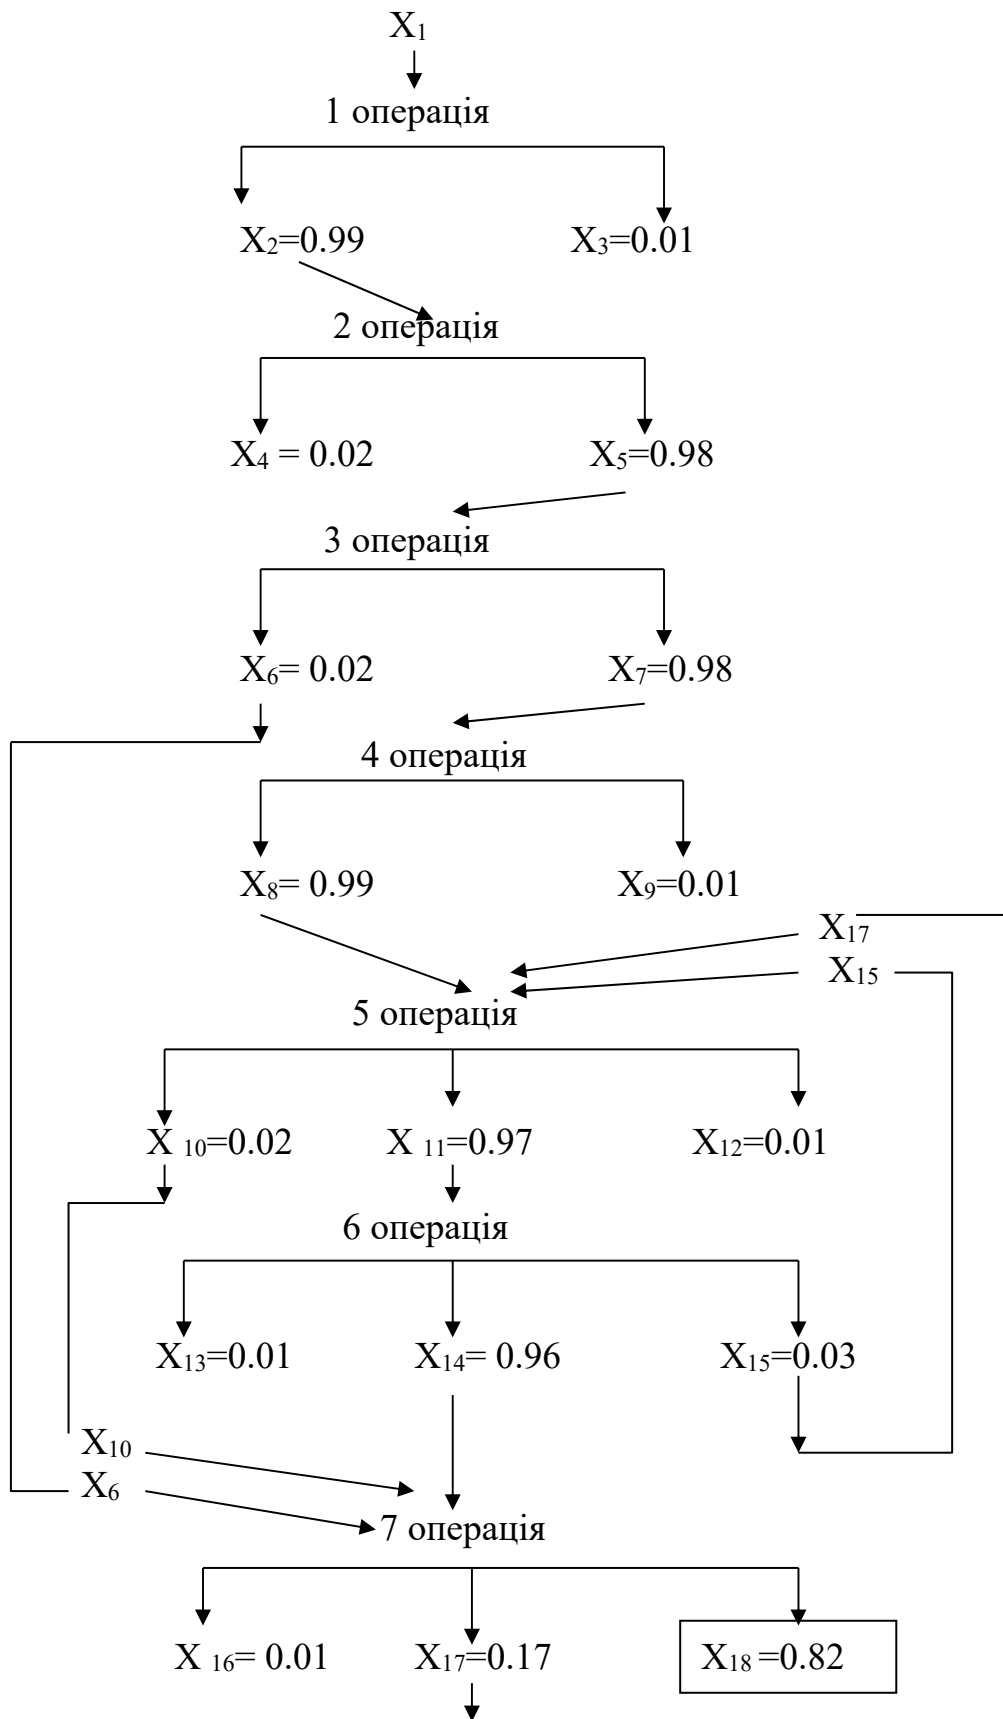 X₁
1 операція
X₂=0.99 X₃=0.01
2 операція
X₄ = 0.02 X₅=0.98
3 операція
X₆= 0.02 X₇=0.98
4 операція
X₈= 0.99 X₉=0.01
X₁₇
X₁₅
5 операція
X ₁₀=0.02 X ₁₁=0.97 X₁₂=0.01
6 операція
X₁₃=0.01 X₁₄= 0.96 X₁₅=0.03
X₁₀
X₆
7 операція
X ₁₆= 0.01 X₁₇=0.17 X₁₈ =0.82